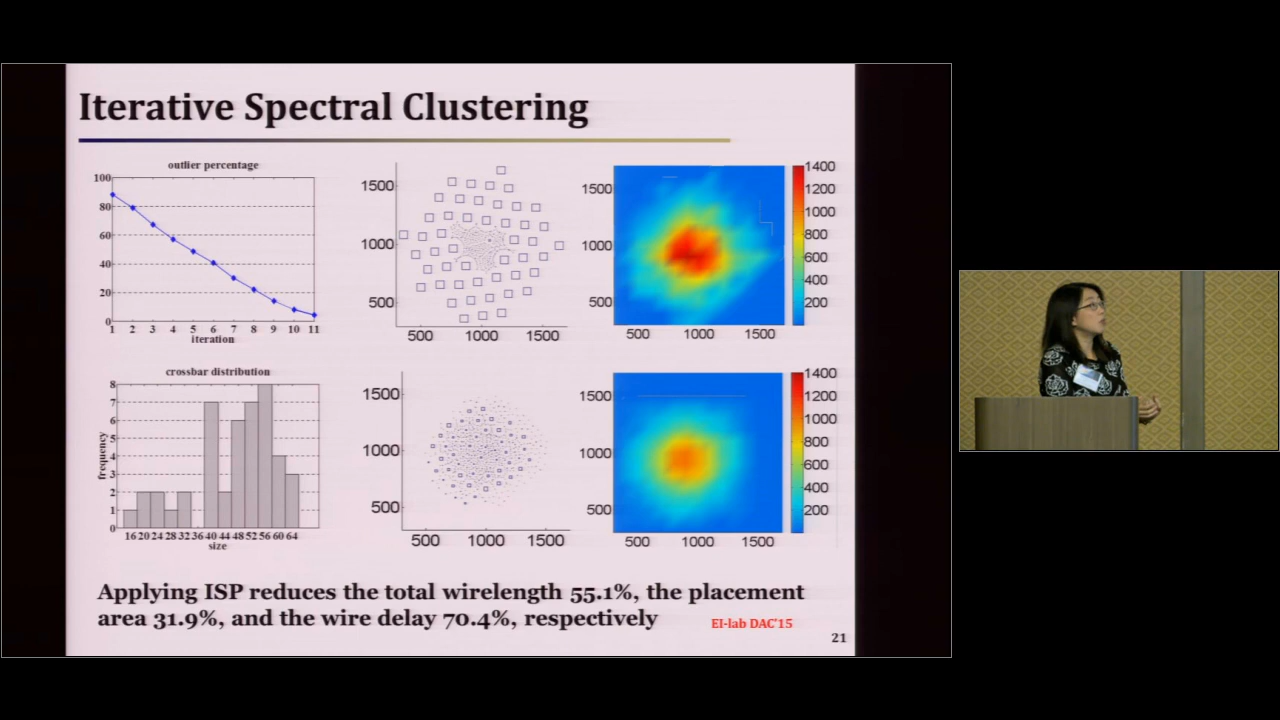 Iterative Spectral Clustering
outlier percentage
100
80
60
40
20
0
1 2 3 4 5 6 7 8 9 10 11
iteration
1500
1000
500
500 1000 1500
1500
1000
500
500 1000 1500
1400
1200
1000
800
600
400
200
crossbar distribution
8
7
6
5
4
3
2
1
0
frequency
16 20 24 28 32 36 40 44 48 52 56 60 64
size
1500
1000
500
500 1000 1500
1500
1000
500
500 1000 1500
1400
1200
1000
800
600
400
200
Applying ISP reduces the total wirelength 55.1%, the placement
area 31.9%, and the wire delay 70.4%, respectively
EI-lab DAC'15
21